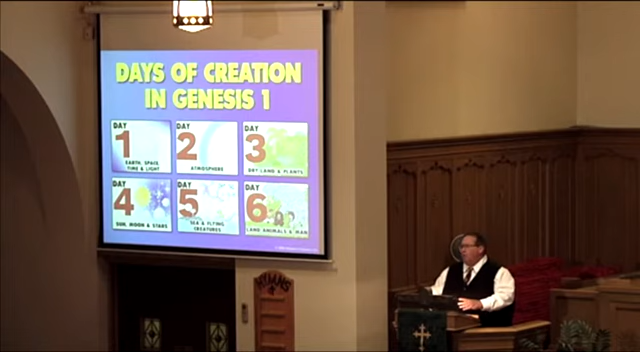 DAYS OF CREATION
IN GENESIS 1
DAY
1
EARTH, SPACE
TIME & LIGHT
DAY
2
ATMOSPHERE
DAY
3
DRY LAND & PLANTS
DAY
4
SUN, MOON & STARS
DAY
5
SEA & FLYING
CREATURES
DAY
6
LAND ANIMALS & MAN
HYMNS